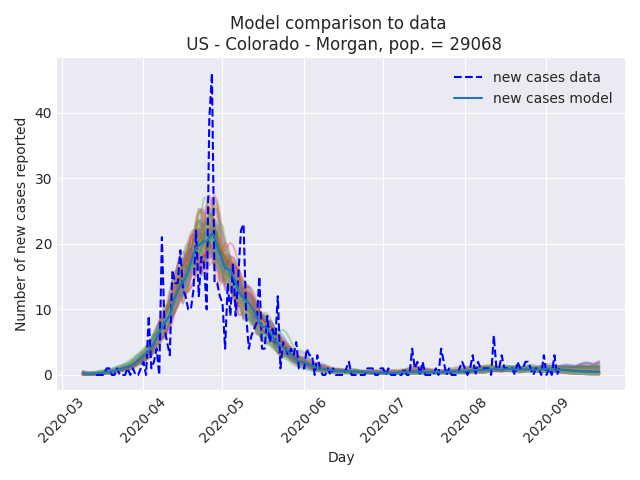 Model comparison to data
US - Colorado - Morgan, pop. = 29068
new cases data
new cases model
Number of new cases reported
40
30
20
10
0
2020-03
2020-04
2020-05
2020-06
2020-07
2020-08
2020-09
Day